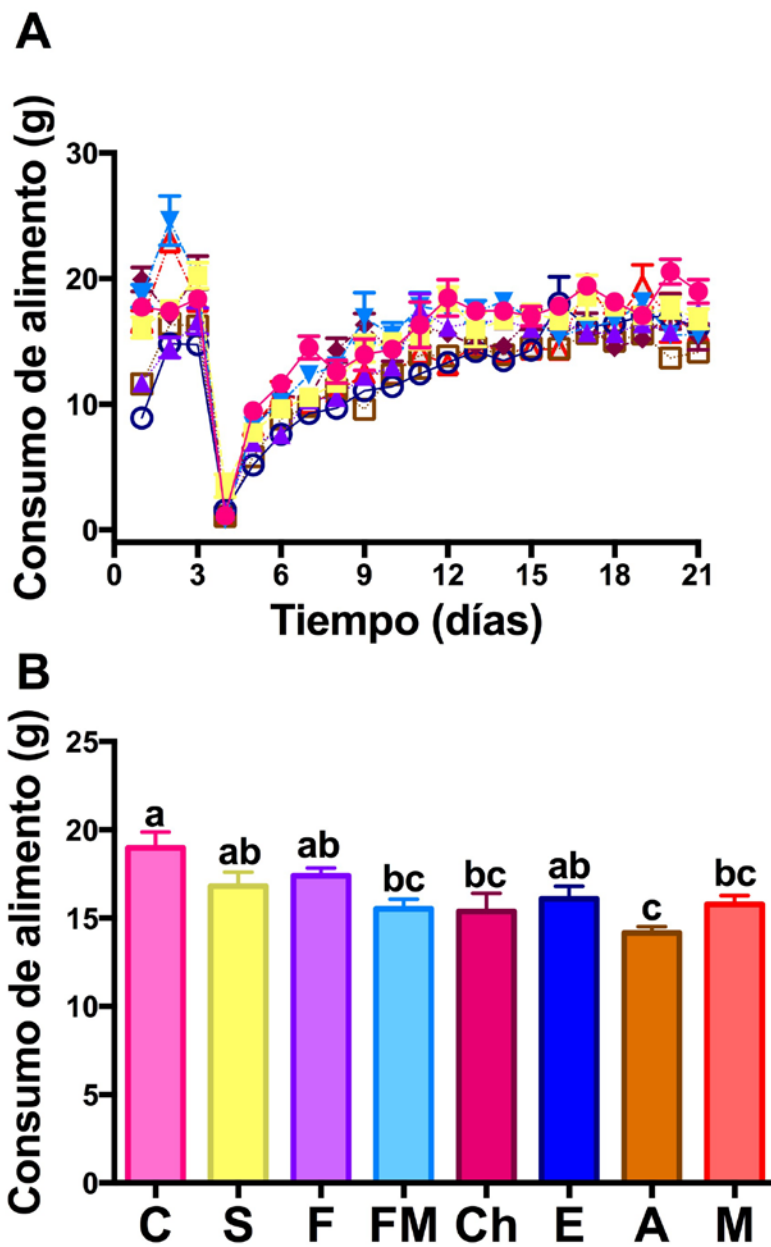 A
Consumo de alimento (g)
30
20
10
0
0 3 6 9 12 15 18 21
Tiempo (días)
B
Consumo de alimento (g)
25
20
15
10
5
0
a ab ab bc bc ab c bc
C S F FM Ch E A M